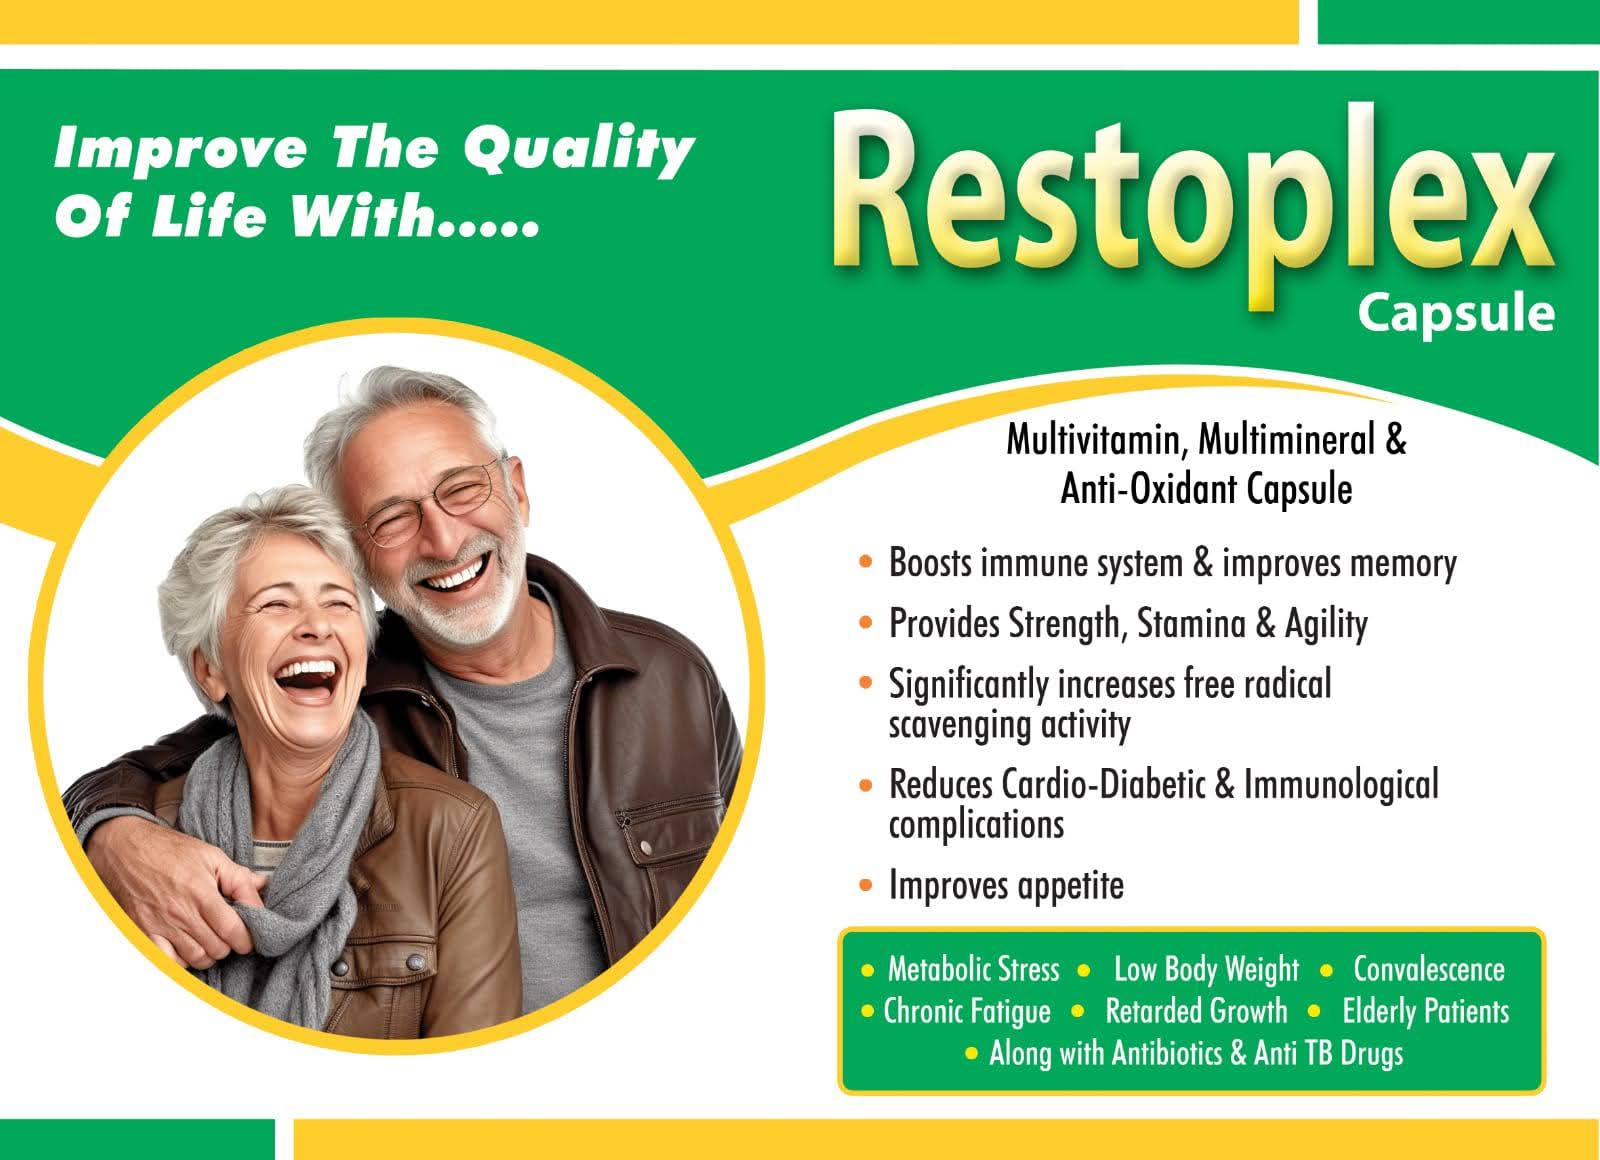 Improve The Quality
Of Life With.....
Restoplex
Capsule
Multivitamin, Multimineral &
Anti-Oxidant Capsule
• Boosts immune system & improves memory
• Provides Strength, Stamina & Agility
• Significantly increases free radical
scavenging activity
• Reduces Cardio-Diabetic & Immunological
complications
• Improves appetite
• Metabolic Stress • Low Body Weight • Convalescence
• Chronic Fatigue • Retarded Growth • Elderly Patients
• Along with Antibiotics & Anti TB Drugs